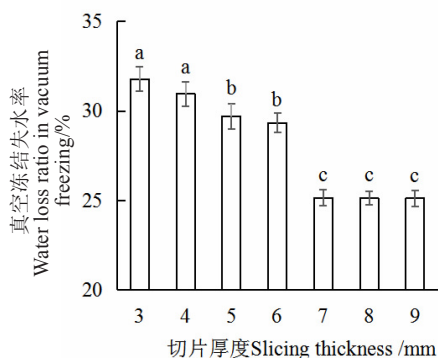 真空冻结失水率
Water loss ratio in vacuum
freezing/%
35
30
25
20
a
a
b
b
c
c
c
3
4
5
6
7
8
9
切片厚度Slicing thickness /mm